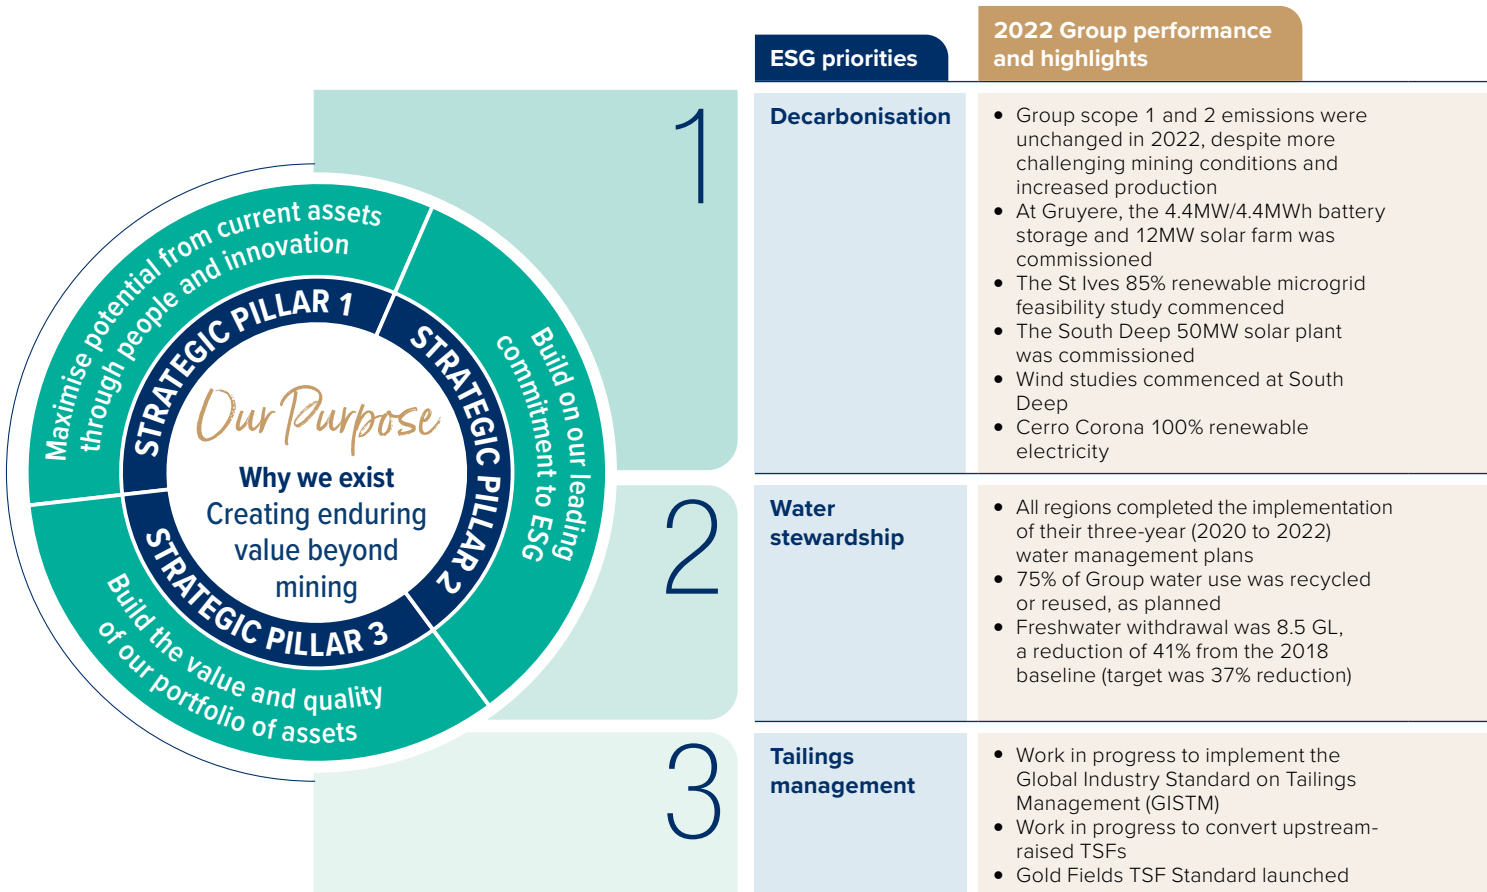 Maximise potential from current assets
through people and innovation
STRATEGIC PILLAR 1
Build on our leading
commitment to ESG
STRATEGIC PILLAR 2
Build the value and quality
of our portfolio of assets
STRATEGIC PILLAR 3
Our Purpose
Why we exist
Creating enduring
value beyond
mining
ESG priorities
2022 Group performance
and highlights
1
Decarbonisation
• Group scope 1 and 2 emissions were
unchanged in 2022, despite more
challenging mining conditions and
increased production
• At Gruyere, the 4.4MW/4.4MWh battery
storage and 12MW solar farm was
commissioned
• The St Ives 85% renewable microgrid
feasibility study commenced
• The South Deep 50MW solar plant
was commissioned
• Wind studies commenced at South
Deep
• Cerro Corona 100% renewable
electricity
2
Water
stewardship
• All regions completed the implementation
of their three-year (2020 to 2022)
water management plans
• 75% of Group water use was recycled
or reused, as planned
• Freshwater withdrawal was 8.5 GL,
a reduction of 41% from the 2018
baseline (target was 37% reduction)
3
Tailings
management
• Work in progress to implement the
Global Industry Standard on Tailings
Management (GISTM)
• Work in progress to convert upstream-
raised TSFs
• Gold Fields TSF Standard launched